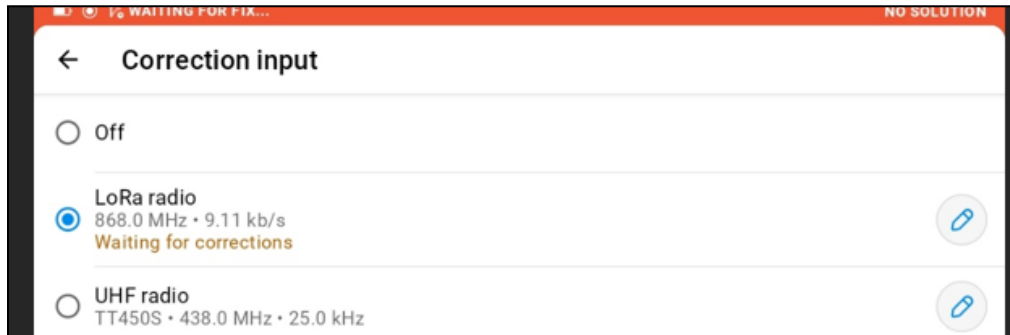 WAITING FOR FIX... NO SOLUTION
Correction input
Off
LoRa radio
868.0 MHz • 9.11 kb/s
Waiting for corrections
UHF radio
TT450S • 438.0 MHz • 25.0 kHz